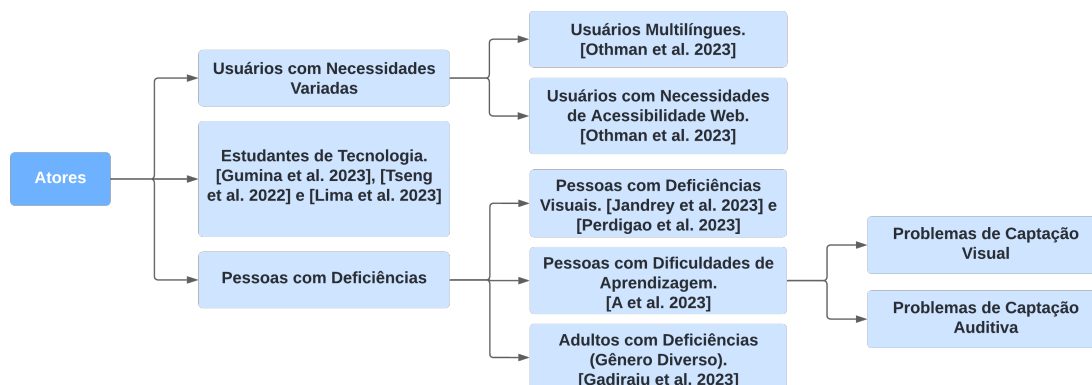 Atores
Usuários com Necessidades
Variadas
Usuários Multilíngues.
[Othman et al. 2023]
Usuários com Necessidades
de Acessibilidade Web.
[Othman et al. 2023]
Estudantes de Tecnologia.
[Gumina et al. 2023], [Tseng
et al. 2022] e [Lima et al. 2023]
Pessoas com Deficiências
Pessoas com Deficiências
Visuais. [Jandrey et al. 2023] e
[Perdigao et al. 2023]
Pessoas com Dificuldades de
Aprendizagem.
[A et al. 2023]
Problemas de Captação
Visual
Problemas de Captação
Auditiva
Adultos com Deficiências
(Gênero Diverso).
[Gadiraju et al. 2023]